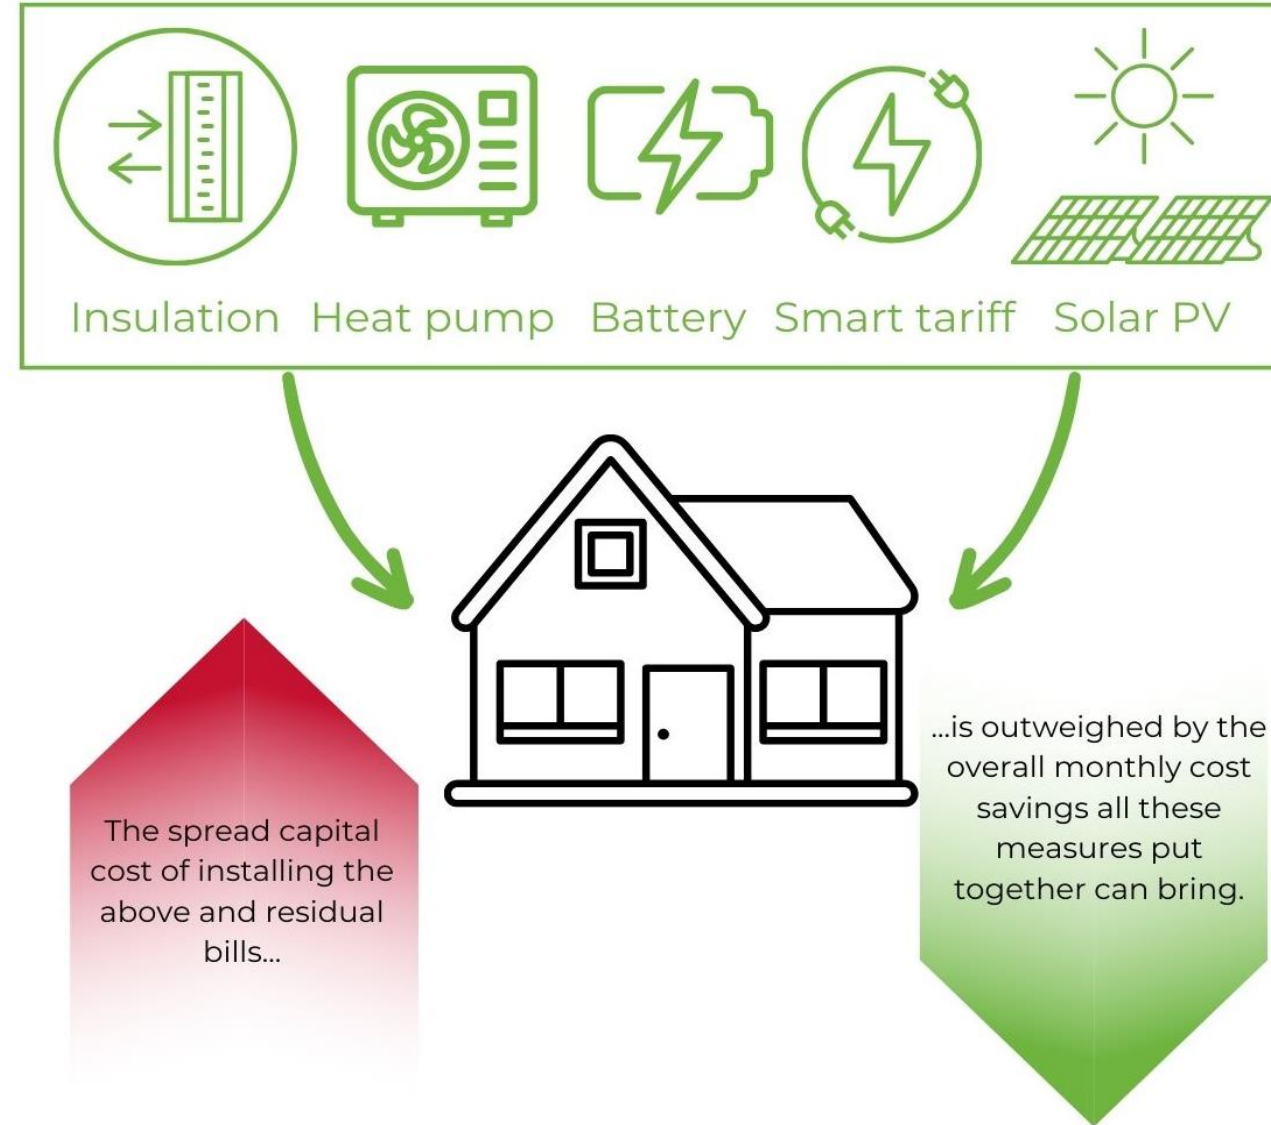 Insulation Heat pump Battery Smart tariff Solar PV
The spread capital
cost of installing the
above and residual
bills...
...is outweighed by the
overall monthly cost
savings all these
measures put
together can bring.